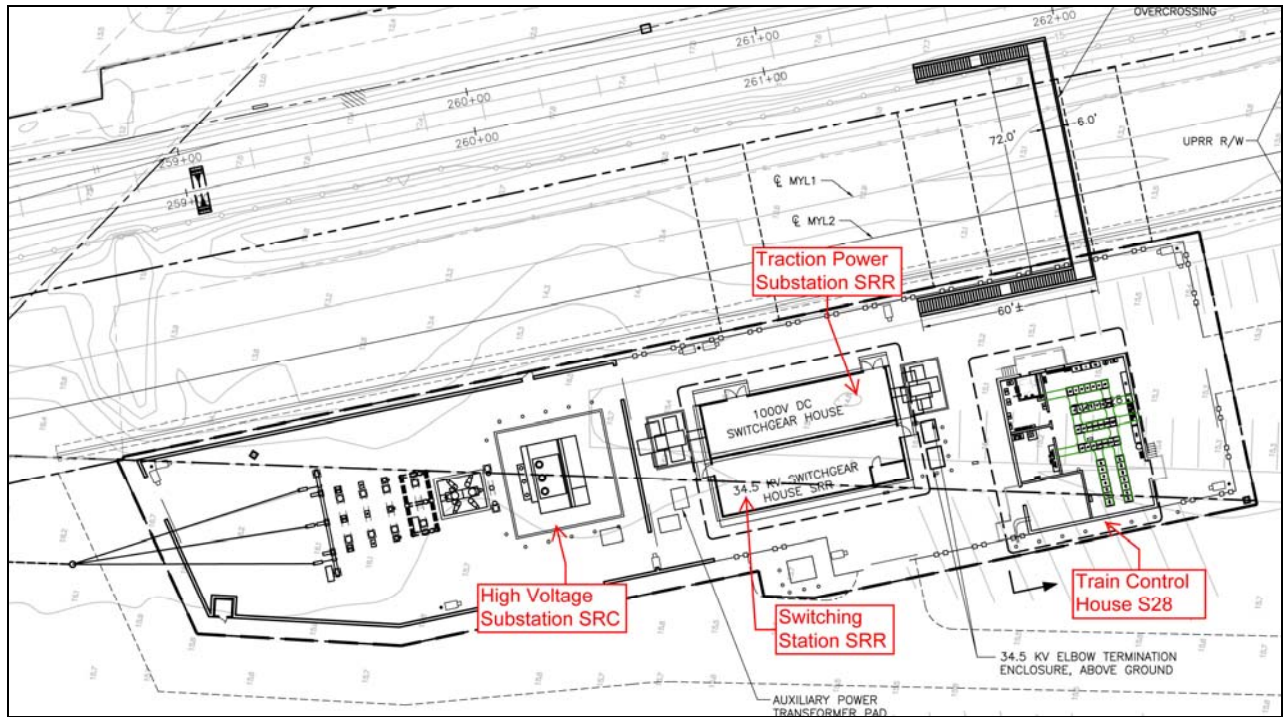 OVERCROSSING
262+00
261+00
261+00
260+00
260+00
259+00
259+00
72.0'
6.0'
UPRR R/W
℄ MYL1
℄ MYL2
Traction Power
Substation SRR
60'±
1000V DC
SWITCHGEAR HOUSE
34.5 KV SWITCHGEAR
HOUSE SRR
High Voltage
Substation SRC
Switching
Station SRR
Train Control
House S28
34.5 KV ELBOW TERMINATION
ENCLOSURE, ABOVE GROUND
AUXILIARY POWER
TRANSFORMER PAD